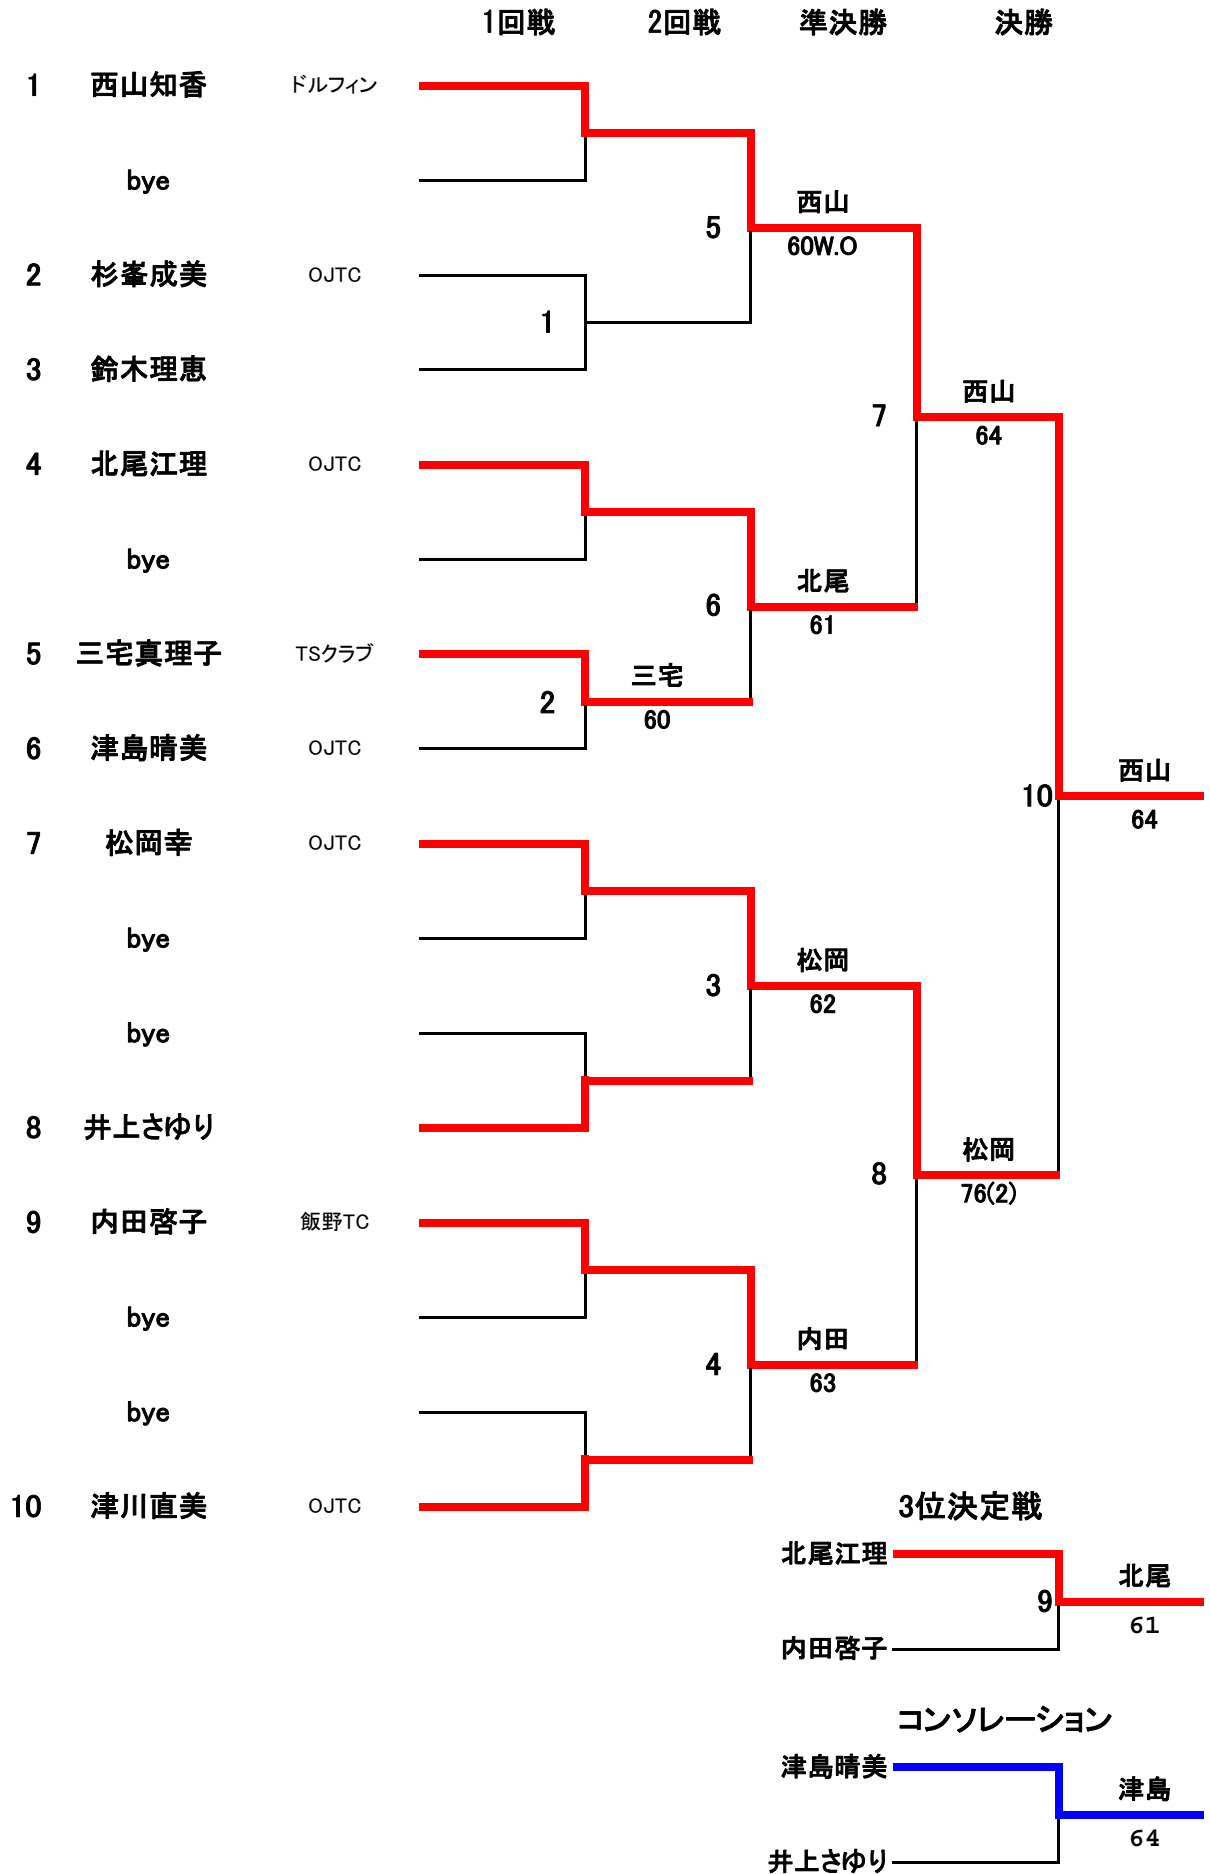 1回戦 2回戦 準決勝 決勝
1 西山知香 ドルフィン
bye
西山
5
60W.O
2 杉峯成美 OJTC
1
3 鈴木理恵
西山
7
64
4 北尾江理 OJTC
bye
北尾
6
61
5 三宅真理子 TSクラブ
三宅
2
60
6 津島晴美 OJTC
西山
10
64
7 松岡幸 OJTC
bye
松岡
3
62
bye
8 井上さゆり
松岡
8
76(2)
9 内田啓子 飯野TC
bye
内田
4
63
bye
10 津川直美 OJTC
3位決定戦
北尾江理
北尾
9
61
内田啓子
コンソレーション
津島晴美
津島
64
井上さゆり